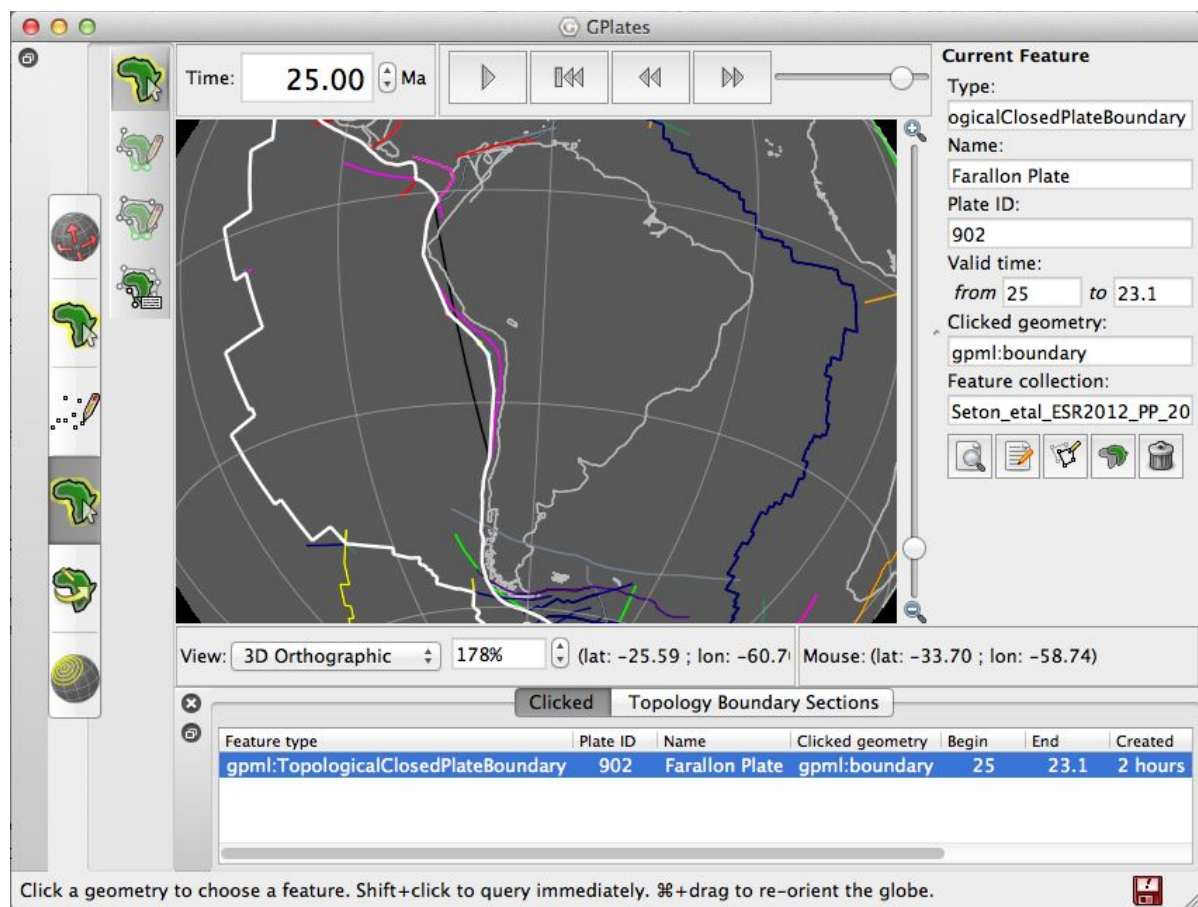 GPlates
Time: 25.00 Ma
Current Feature
Type:
ogicalClosedPlateBoundary
Name:
Farallon Plate
Plate ID:
902
Valid time:
from 25 to 23.1
Clicked geometry:
gpml:boundary
Feature collection:
Seton_etal_ESR2012_PP_20
View: 3D Orthographic 178% (lat: -25.59 ; lon: -60.7 Mouse: (lat: -33.70 ; lon: -58.74)
Clicked Topology Boundary Sections
Feature type Plate ID Name Clicked geometry Begin End Created
gpml:TopologicalClosedPlateBoundary 902 Farallon Plate gpml:boundary 25 23.1 2 hours
Click a geometry to choose a feature. Shift+click to query immediately. ⌘+drag to re-orient the globe.